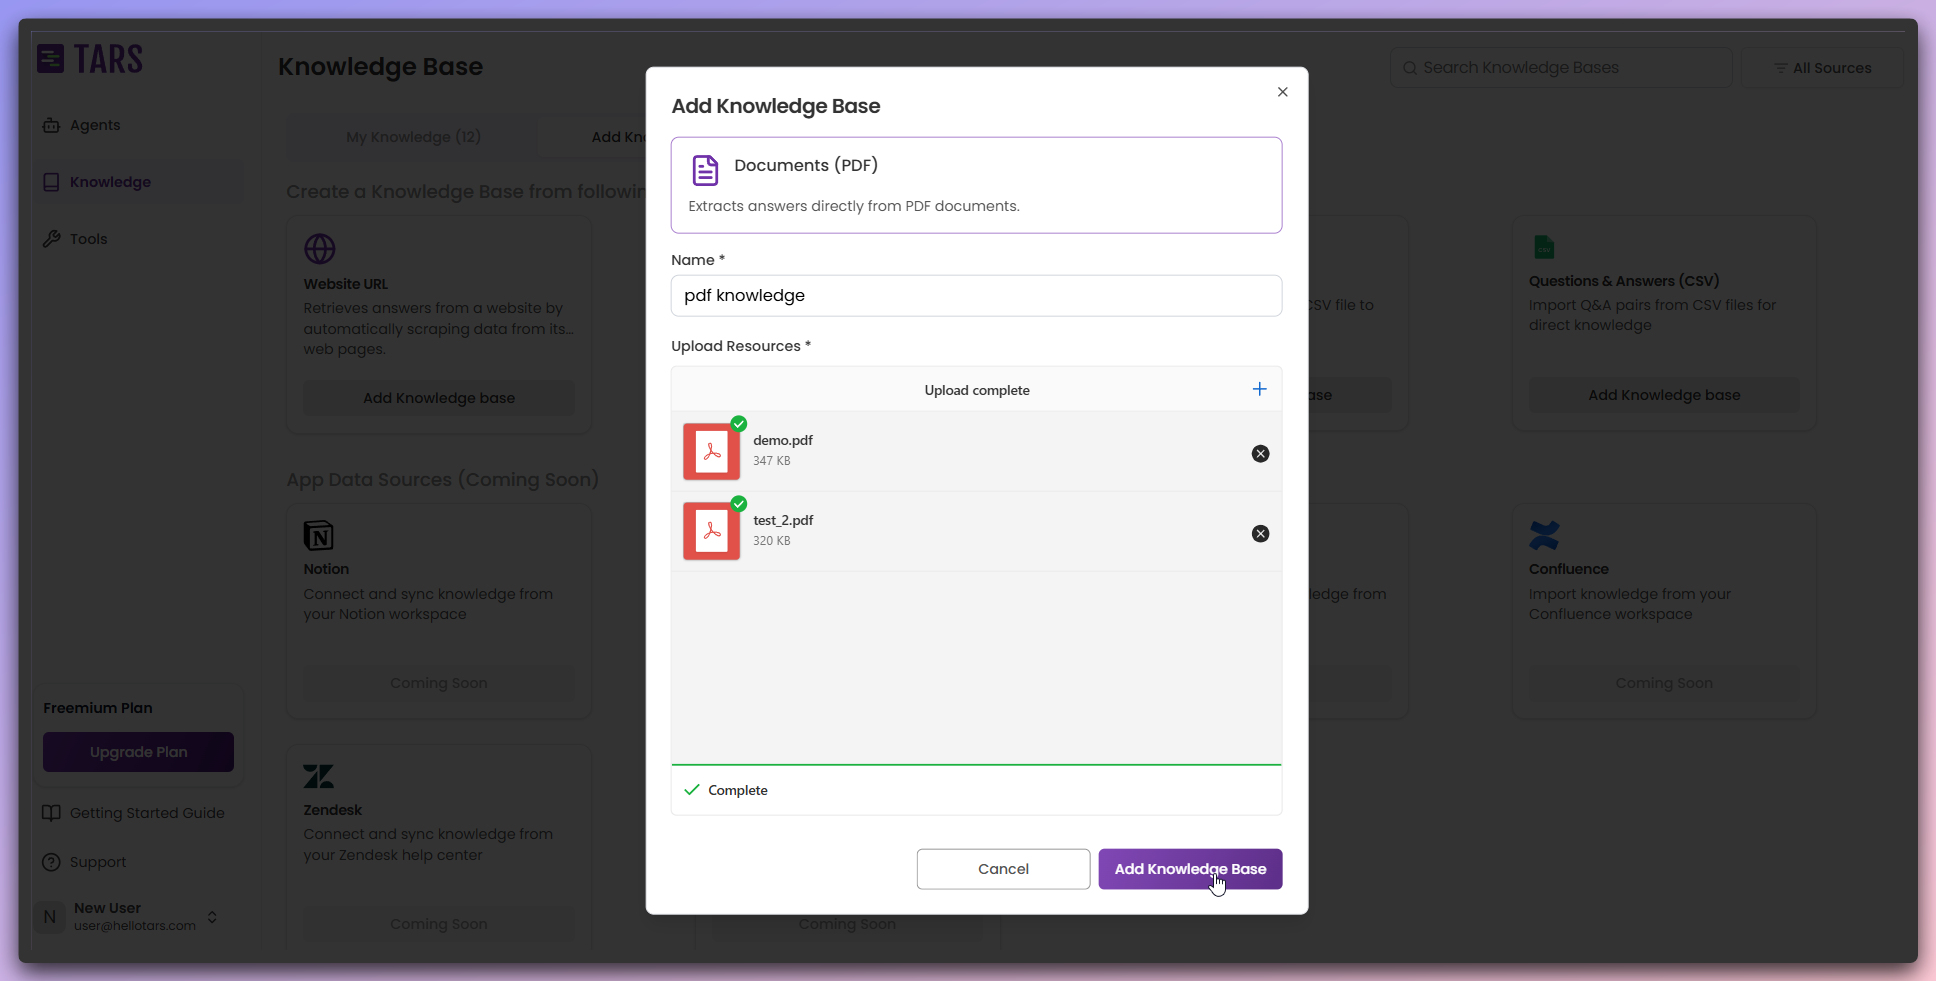 TARS
Agents
Knowledge
Tools
Freemium Plan
Upgrade Plan
Getting Started Guide
Support
N
New User
user@hellotars.com
Knowledge Base
Search Knowledge Bases
All Sources
My Knowledge (12)
Add Kn
Create a Knowledge Base from followin
Website URL
Retrieves answers from a website by
automatically scraping data from its...
web pages.
Add Knowledge base
CSV file to
ase
CSV
Questions & Answers (CSV)
Import Q&A pairs from CSV files for
direct knowledge
Add Knowledge base
App Data Sources (Coming Soon)
Notion
Connect and sync knowledge from
your Notion workspace
Coming Soon
ledge from
Confluence
Import knowledge from your
Confluence workspace
Coming Soon
Zendesk
Connect and sync knowledge from
your Zendesk help center
Coming Soon
Coming Soon
Add Knowledge Base
Documents (PDF)
Extracts answers directly from PDF documents.
Name *
pdf knowledge
Upload Resources *
Upload complete
demo.pdf
347 KB
test_2.pdf
320 KB
Complete
Cancel
Add Knowledge Base